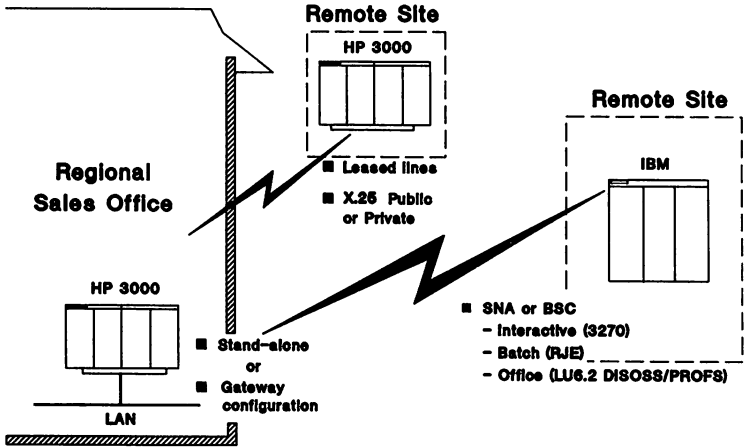 Remote Site
HP 3000
■ Leased lines
■ X.25 Public
or Private
Remote Site
IBM
Regional
Sales Office
HP 3000
LAN
■ Stand-alone
or
■ Gateway
configuration
■ SNA or BSC
- Interactive (3270)
- Batch (RJE)
- Office (LU6.2 DISOSS/PROFS)